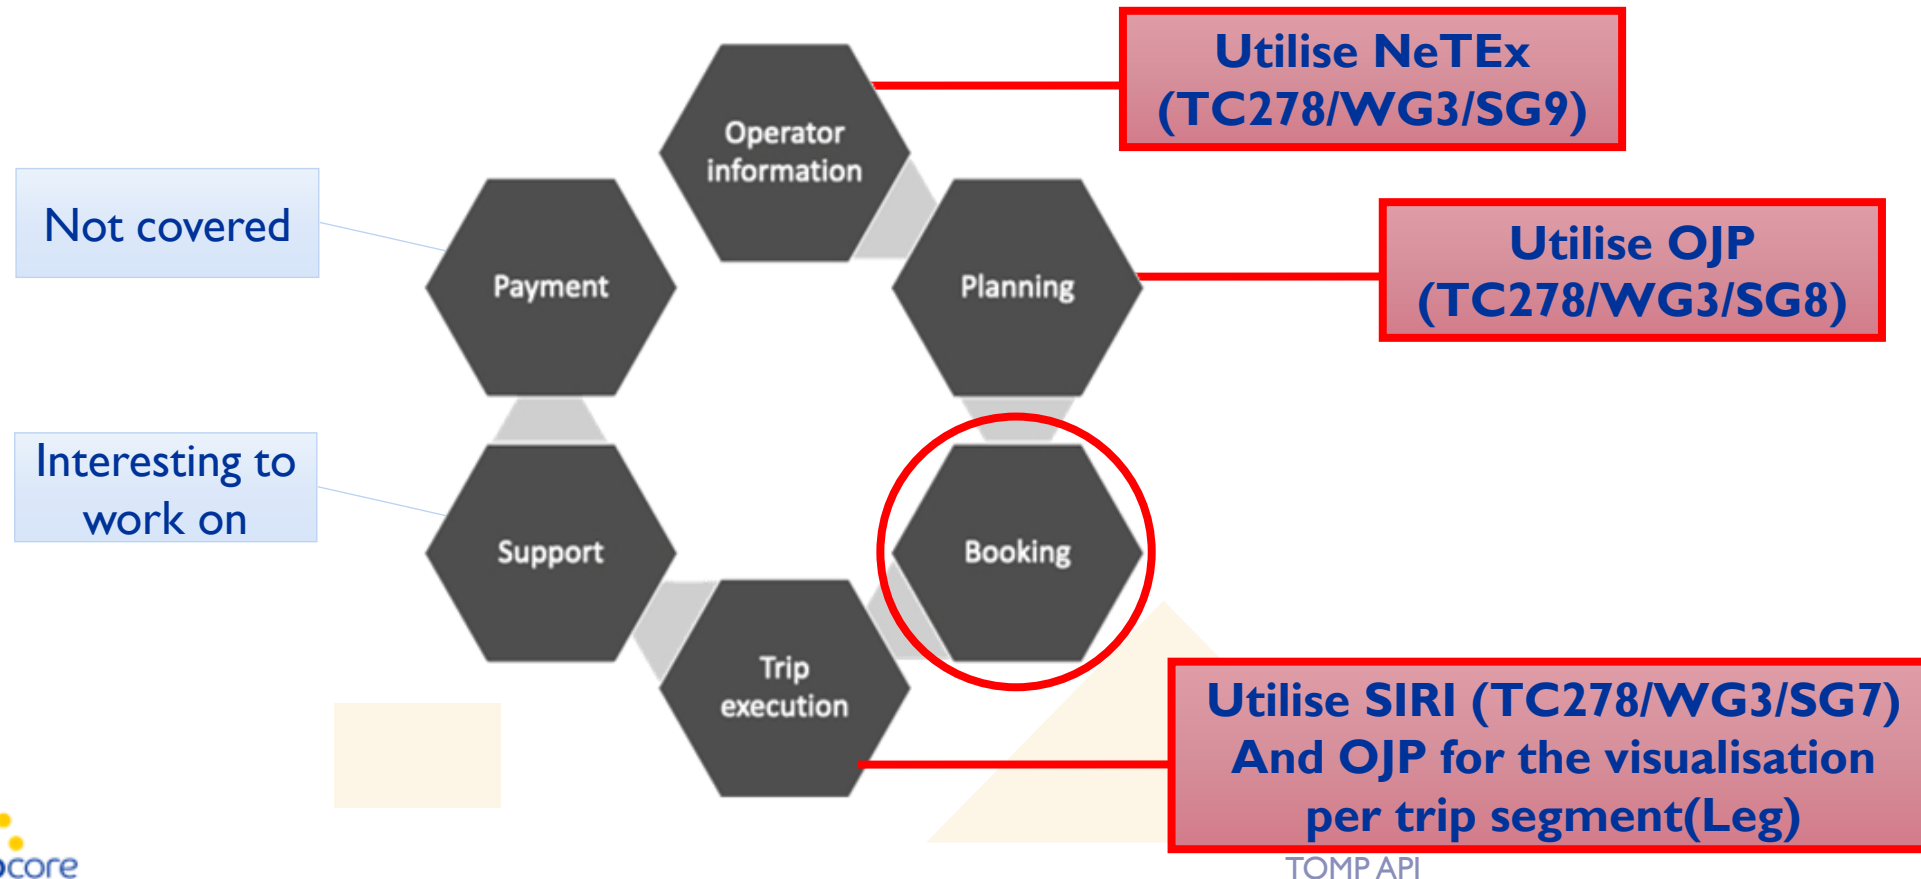 Utilise NeTEx
(TC278/WG3/SG9)
Operator
information
Not covered
Payment
Planning
Utilise OJP
(TC278/WG3/SG8)
Interesting to
work on
Support
Booking
Trip
execution
Utilise SIRI (TC278/WG3/SG7)
And OJP for the visualisation
per trip segment(Leg)
core
TOMP API